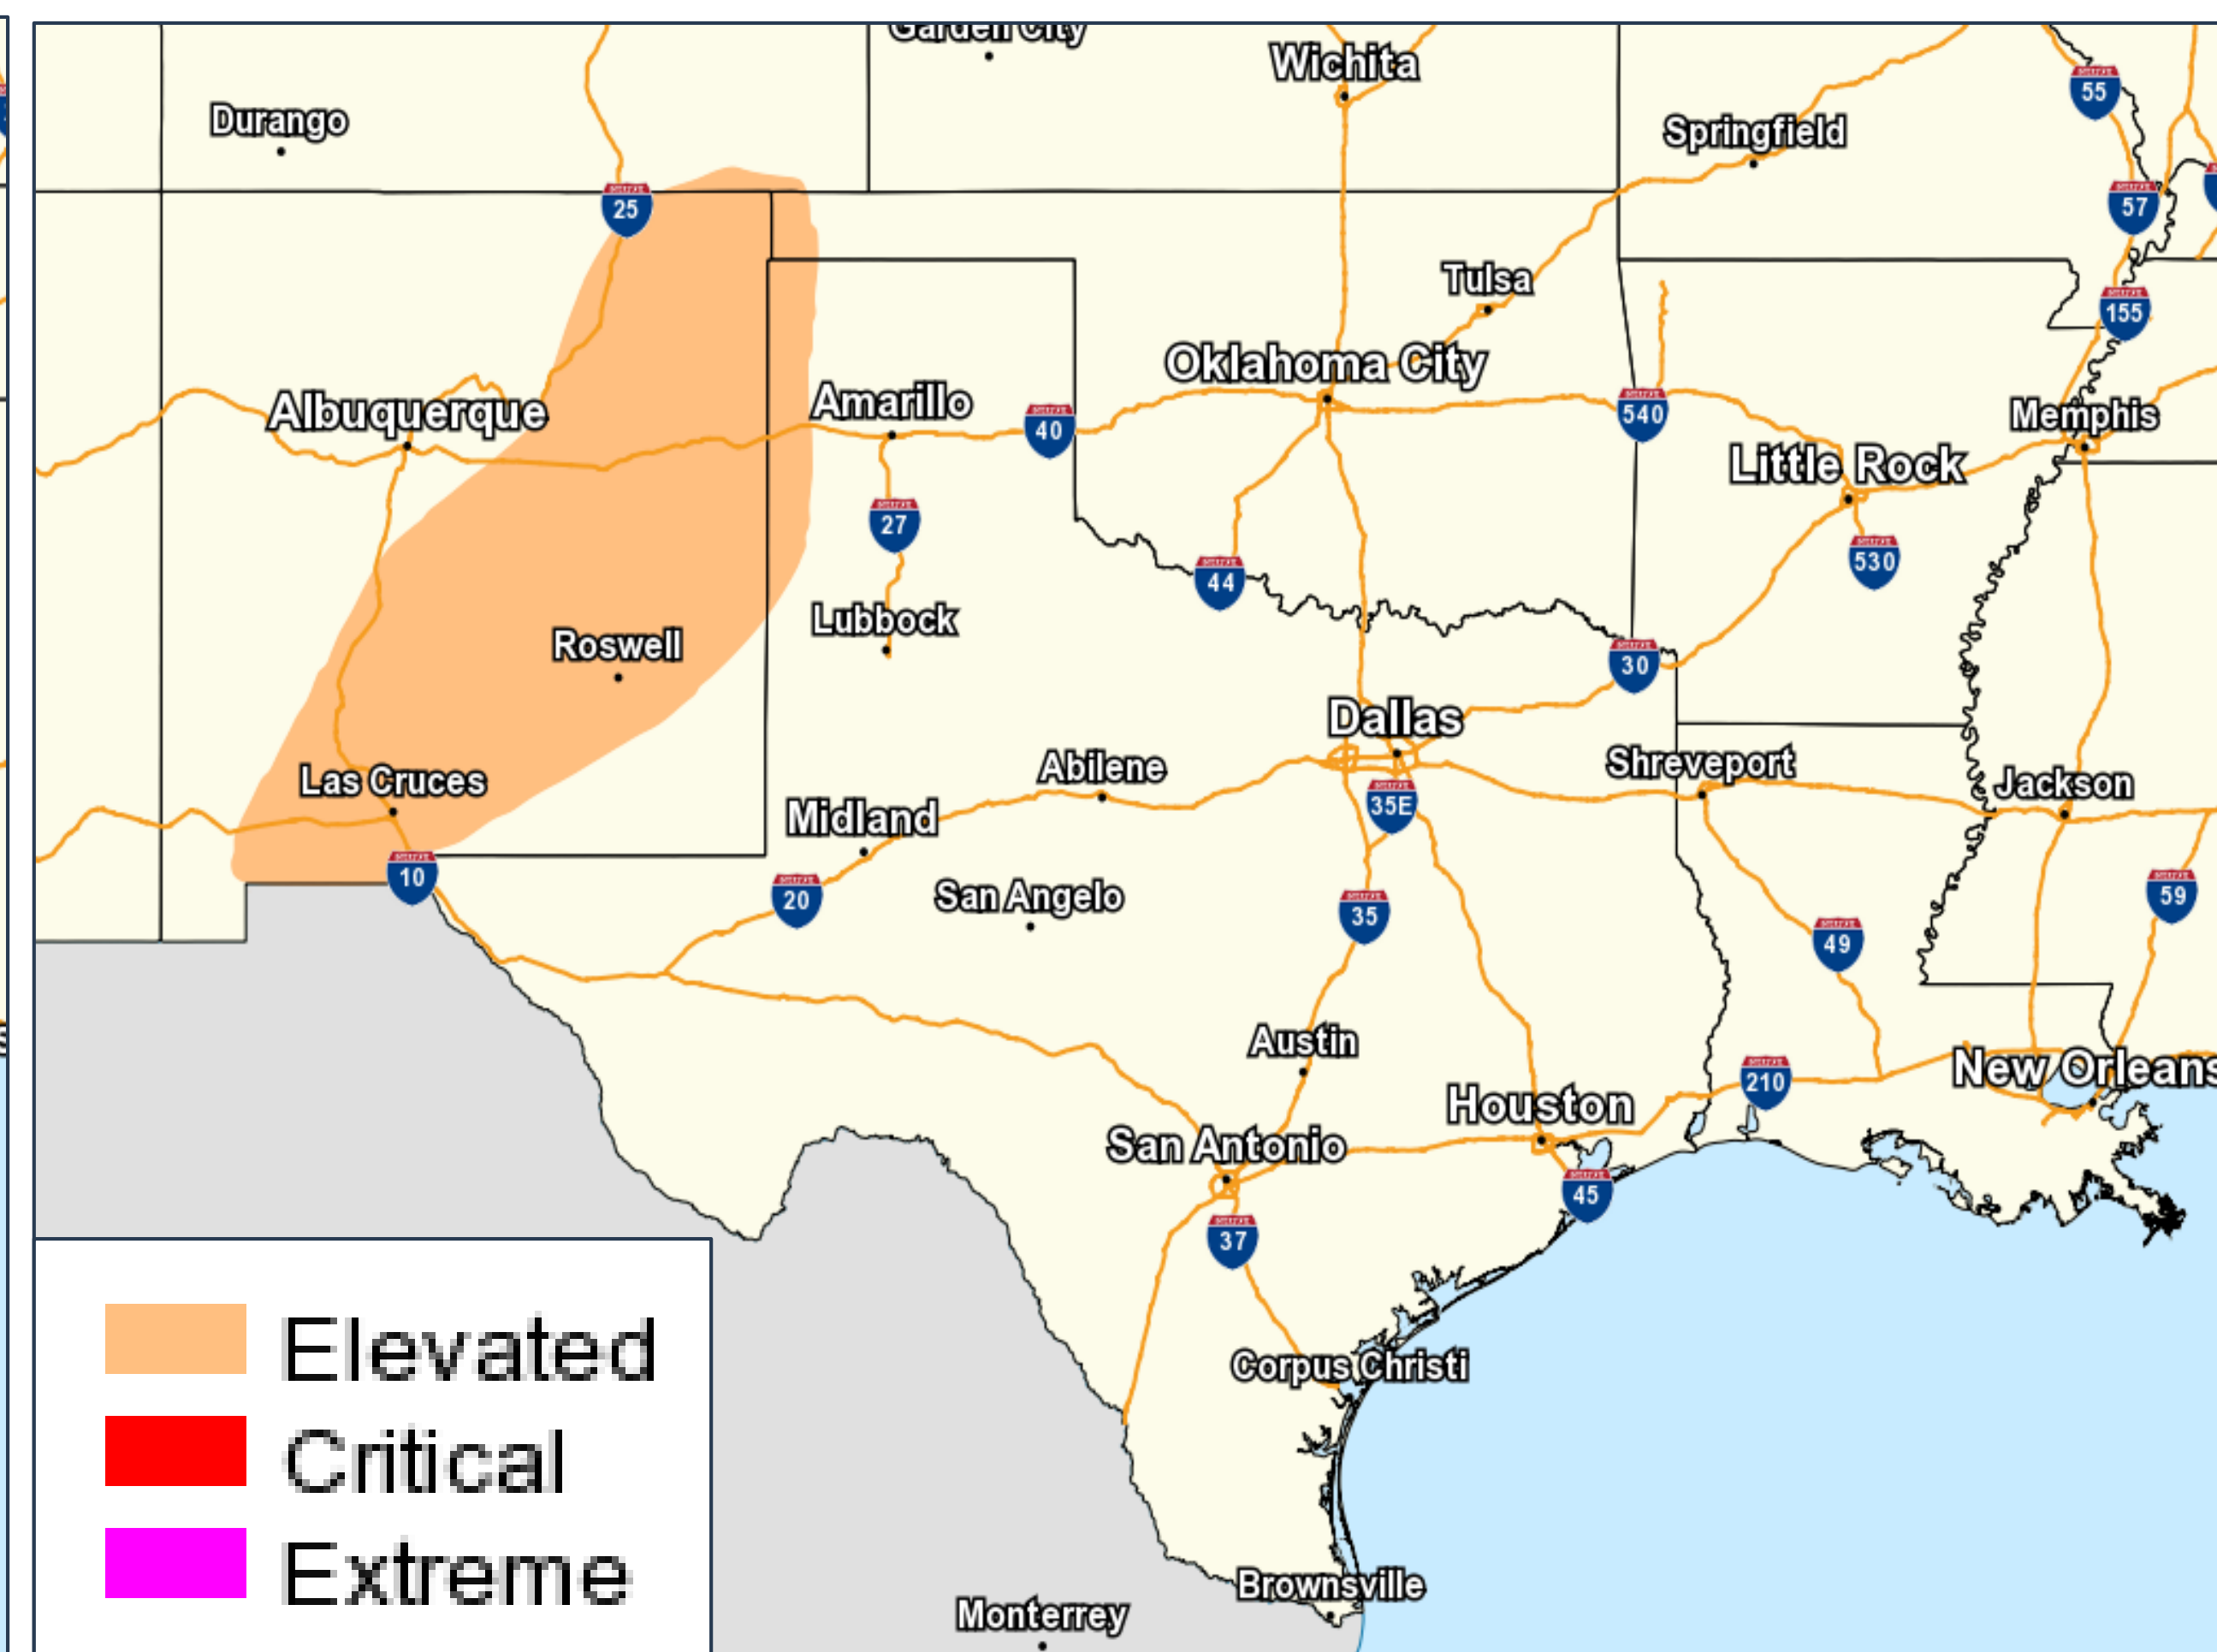 Garden City
Wichita
55
Durango
Springfield
25
57
Tulsa
155
Oklahoma City
Albuquerque
Amarillo
40
540
Memphis
Little Rock
27
530
44
Lubbock
Roswell
30
Dallas
Las Cruces
Abilene
Shreveport
Jackson
Midland
35E
10
20
San Angelo
35
59
49
Austin
New Orleans
210
Houston
San Antonio
45
37
Elevated
Corpus Christi
Critical
Extreme
Brownsville
Monterrey